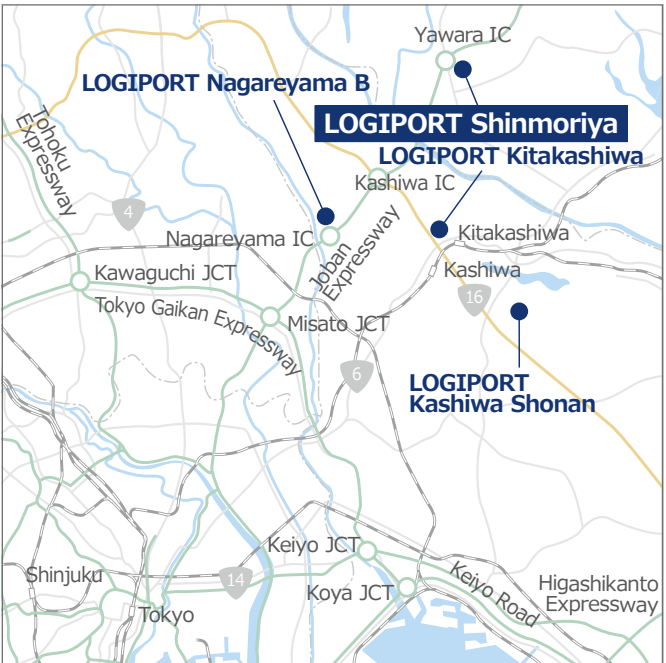 Yawara IC
LOGIPORT Nagareyama B
LOGIPORT Shinmoriya
LOGIPORT Kitakashiwa
Tohoku
Expressway
Kashiwa IC
4
Nagareyama IC
Joban
Expressway
Kitakashiwa
Kawaguchi JCT
Kashiwa
16
Tokyo Gaikan Expressway
Misato JCT
6
LOGIPORT
Kashiwa Shonan
Keiyo JCT
Shinjuku
14
Koya JCT
Keiyo Road
Higashikanto
Expressway
Tokyo